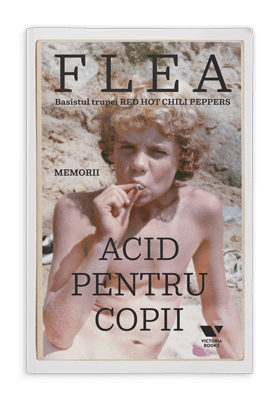 FLEA
Basistul trupei RED HOT CHILI PEPPERS
MEMORII
ACID
PENTRU
COPII
VICTORIA
BOOKS